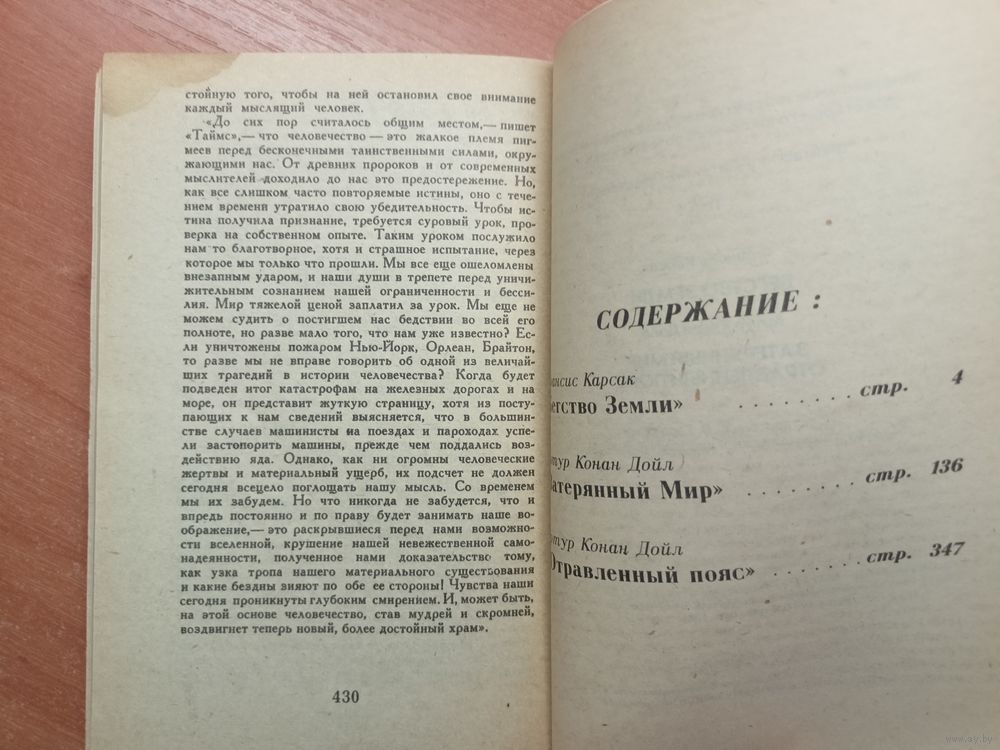 стойную того, чтобы на ней остановил свое внимание
каждый мыслящий человек.
«До сих пор считалось общим местом,— пишет
«Таймс»,— что человечество — это жалкое племя пиг-
меев перед бесконечными таинственными силами, окру-
жающими нас. От древних пророков и от современных
мыслителей доходило до нас это предостережение. Но,
как все слишком часто повторяемые истины, оно с тече-
нием времени утратило свою убедительность. Чтобы ис-
тина получила признание, требуется суровый урок, про-
верка на собственном опыте. Таким уроком послужило
нам то благотворное, хотя и страшное испытание, через
которое мы только что прошли. Мы все еще ошеломлены
внезапным ударом, и наши души в трепете перед уничи-
жительным сознанием нашей ограниченности и бесси-
лия. Мир тяжелой ценой заплатил за урок. Мы еще не
можем судить о постигшем нас бедствии во всей его
полноте, но разве мало того, что нам уже известно? Ес-
ли уничтожены пожаром Нью-Йорк, Орлеан, Брайтон,
то разве мы не вправе говорить об одной из величай-
ших трагедий в истории человечества? Когда будет
подведен итог катастрофам на железных дорогах и на
море, он представит жуткую страницу, хотя из посту-
пающих к нам сведений выясняется, что в большин-
стве случаев машинисты на поездах и пароходах успе-
ли застопорить машины, прежде чем поддались воз-
действию яда. Однако, как ни огромны человеческие
жертвы и материальный ущерб, их подсчет не должен
сегодня всецело поглощать нашу мысль. Со временем
мы их забудем. Но что никогда не забудется, что и
впредь постоянно и по праву будет занимать наше во-
ображение,— это раскрывшиеся перед нами возможно-
сти вселенной, крушение нашей невежественной само-
надеянности, полученное нами доказательство тому,
как узка тропа нашего материального существования
и какие бездны зияют по обе ее стороны! Чувства наши
сегодня проникнуты глубоким смирением. И, может быть,
на этой основе человечество, став мудрей и скромней,
воздвигнет теперь новый, более достойный храм».
430
СОДЕРЖАНИЕ :
нсис Карсак
егство Земли» . . . . . . . . стр. 4
тур Конан Дойл
атерянный Мир» . . . . . . . . стр. 136
тур Конан Дойл
Отравленный пояс» . . . . . . . стр. 347
www.ay.by